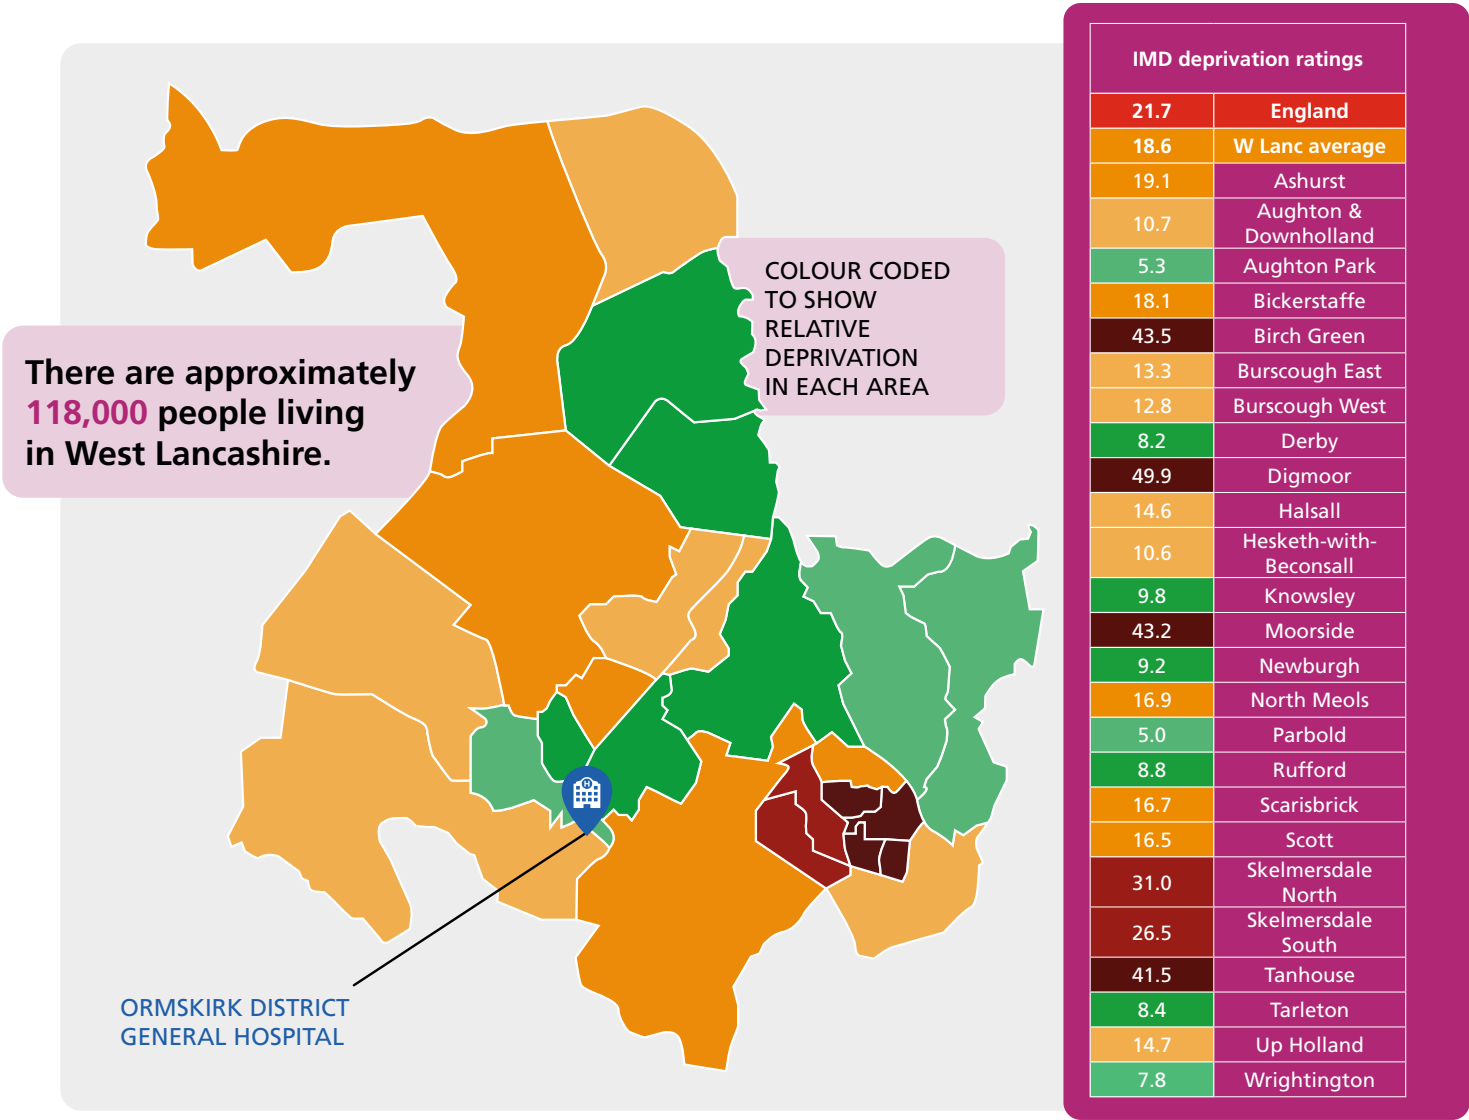 There are approximately
118,000 people living
in West Lancashire.
COLOUR CODED
TO SHOW
RELATIVE
DEPRIVATION
IN EACH AREA
H
ORMSKIRK DISTRICT
GENERAL HOSPITAL
IMD deprivation ratings
21.7 England
18.6 W Lanc average
19.1 Ashurst
10.7 Aughton &
Downholland
5.3 Aughton Park
18.1 Bickerstaffe
43.5 Birch Green
13.3 Burscough East
12.8 Burscough West
8.2 Derby
49.9 Digmoor
14.6 Halsall
10.6 Hesketh-with-
Beconsall
9.8 Knowsley
43.2 Moorside
9.2 Newburgh
16.9 North Meols
5.0 Parbold
8.8 Rufford
16.7 Scarisbrick
16.5 Scott
31.0 Skelmersdale
North
26.5 Skelmersdale
South
41.5 Tanhouse
8.4 Tarleton
14.7 Up Holland
7.8 Wrightington